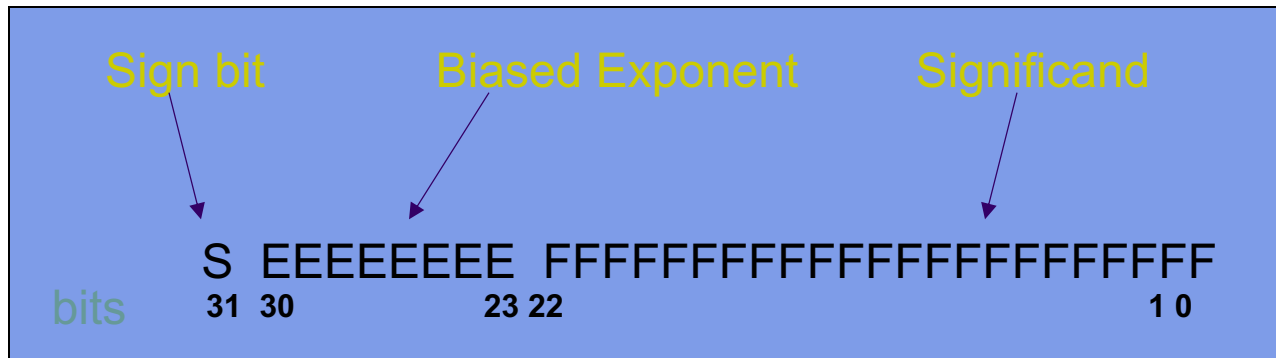 Sign bit Biased Exponent Significand
S EEEEEEEE FFFFFFFFFFFFFFFFFFFFFFF
bits 31 30 23 22 1 0